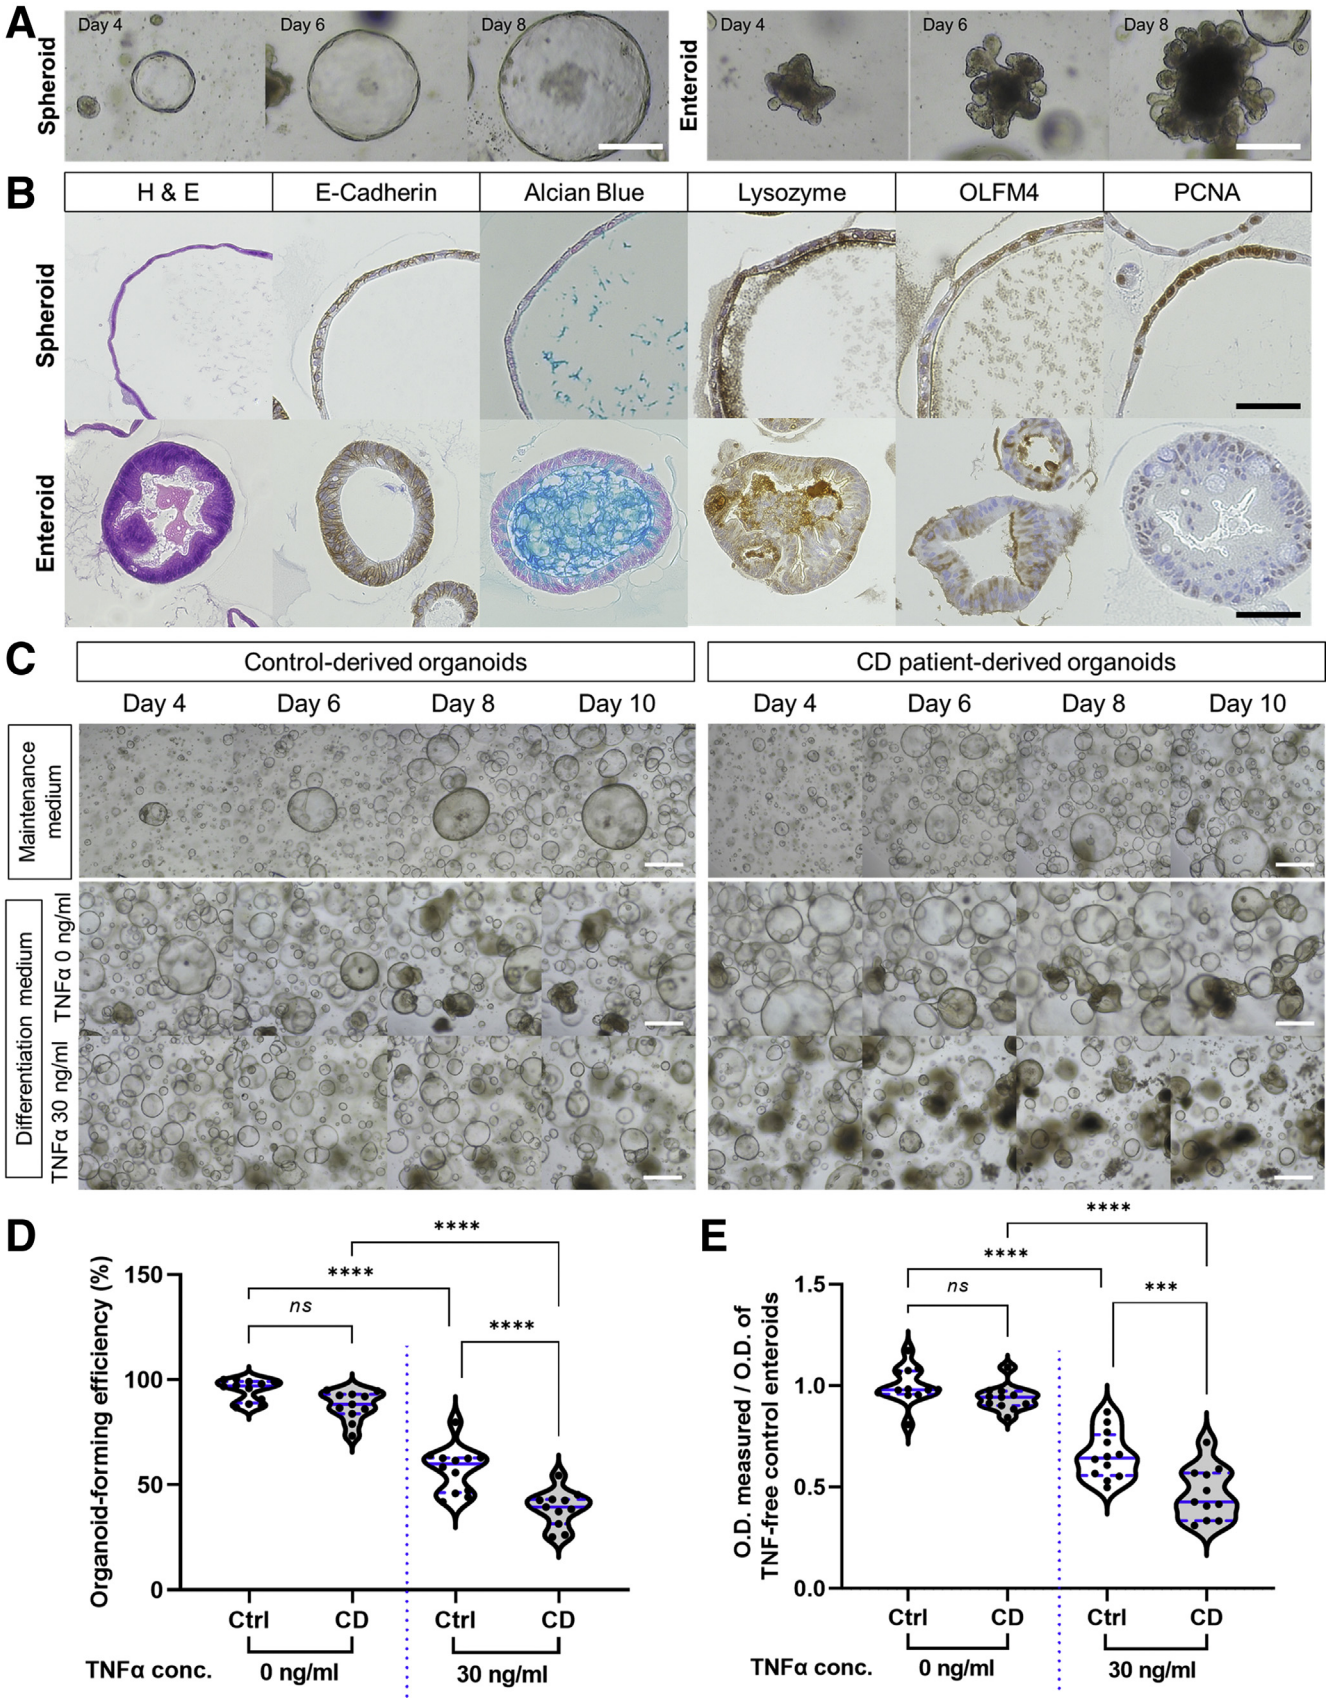 A
Spheroid
Day 4
Day 6
Day 8
Enteroid
Day 4
Day 6
Day 8
B
H & E
E-Cadherin
Alcian Blue
Lysozyme
OLFM4
PCNA
Spheroid
Enteroid
C
Control-derived organoids
CD patient-derived organoids
Day 4
Day 6
Day 8
Day 10
Day 4
Day 6
Day 8
Day 10
Maintenance
medium
Differentiation medium
TNFα 0 ng/ml
TNFα 30 ng/ml
D
Organoid-forming efficiency (%)
150
100
50
0
ns
****
****
****
Ctrl
CD
Ctrl
CD
TNFα conc.
0 ng/ml
30 ng/ml
E
O.D. measured / O.D. of
TNF-free control enteroids
1.5
1.0
0.5
0.0
ns
****
****
***
Ctrl
CD
Ctrl
CD
TNFα conc.
0 ng/ml
30 ng/ml